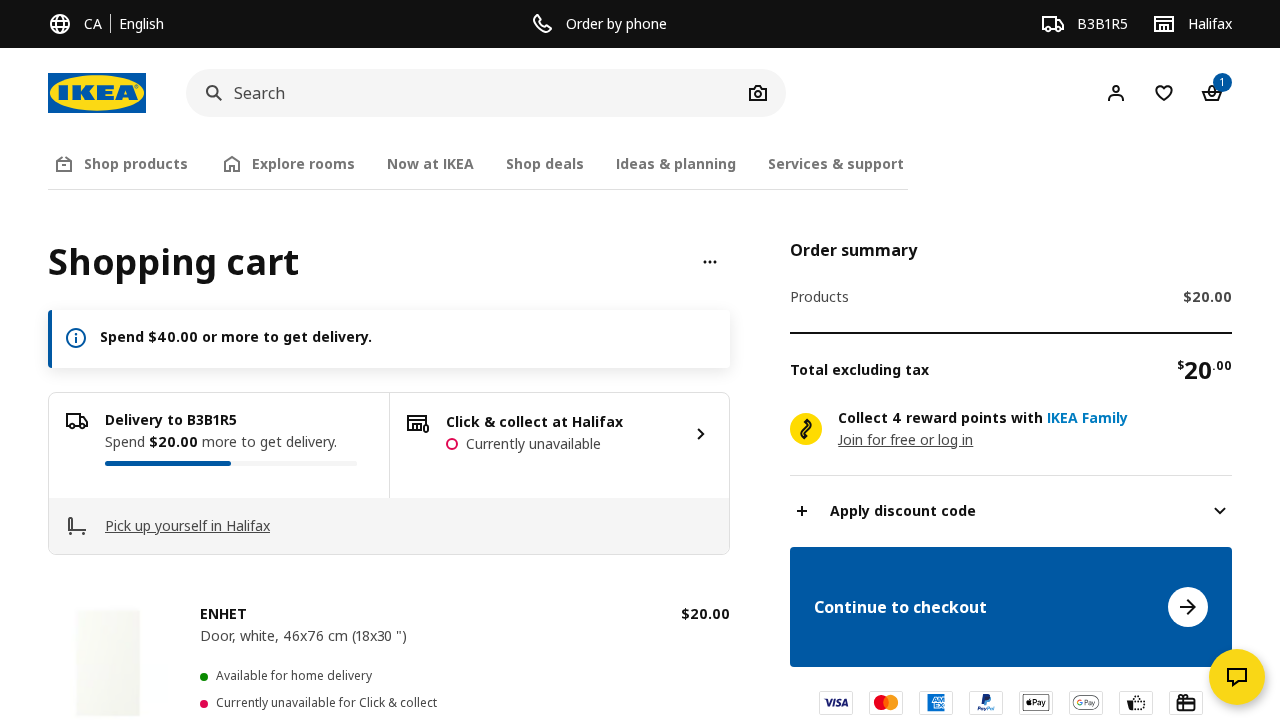 CA English
Order by phone
B3B1R5
Halifax
IKEA
Search
1
Shop products
Explore rooms
Now at IKEA
Shop deals
Ideas & planning
Services & support
Shopping cart
Spend $40.00 or more to get delivery.
Delivery to B3B1R5
Spend $20.00 more to get delivery.
Click & collect at Halifax
Currently unavailable
Pick up yourself in Halifax
ENHET
$20.00
Door, white, 46x76 cm (18x30 ")
Available for home delivery
Currently unavailable for Click & collect
Order summary
Products $20.00
Total excluding tax $20.00
Collect 4 reward points with IKEA Family
Join for free or log in
Apply discount code
Continue to checkout
VISA
AMEX
PayPal
Pay
G Pay